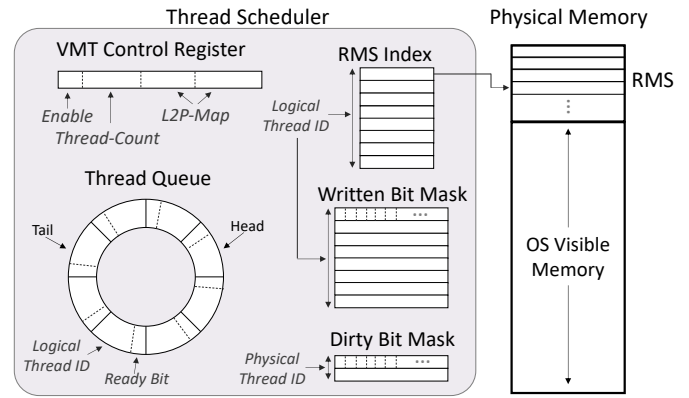 Thread Scheduler
Physical Memory
VMT Control Register
Enable
Thread-Count
L2P-Map
RMS Index
Logical
Thread ID
RMS
Thread Queue
Tail
Head
Logical
Thread ID
Ready Bit
Written Bit Mask
...
Dirty Bit Mask
...
Physical
Thread ID
OS Visible
Memory